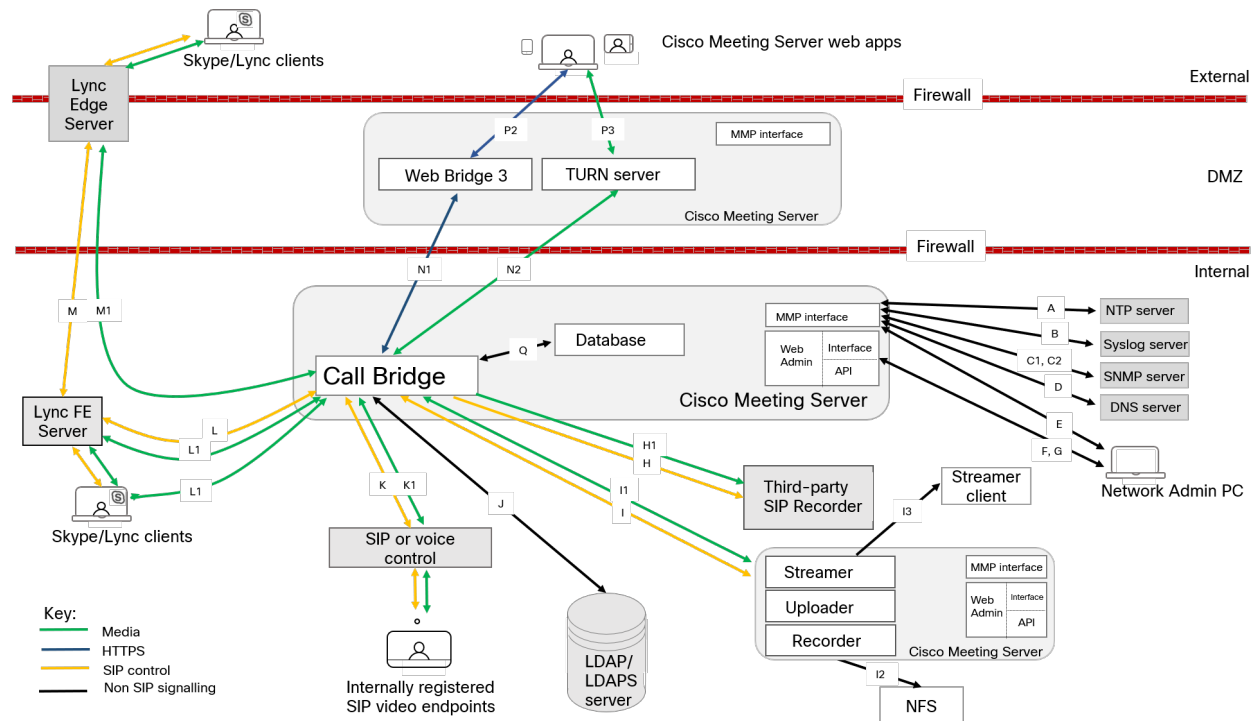 Skype/Lync clients
Cisco Meeting Server web apps
External
Lync
Edge
Server
Firewall
P2
P3
MMP interface
Web Bridge 3
TURN server
DMZ
Cisco Meeting Server
Firewall
Internal
N1
N2
M
M1
MMP interface
A
NTP server
B
Syslog server
C1, C2
SNMP server
D
DNS server
Q
Database
Web
Admin
Interface
API
Call Bridge
Cisco Meeting Server
E
F, G
Network Admin PC
Lync FE
Server
L
L1
L1
H1
H
Third-party
SIP Recorder
Streamer
client
K
K1
J
I1
I
I3
Skype/Lync clients
SIP or voice
control
Streamer
Uploader
Recorder
MMP interface
Web
Admin
Interface
API
Cisco Meeting Server
I2
NFS
LDAP/
LDAPS
server
Internally registered
SIP video endpoints
Key:
Media
HTTPS
SIP control
Non SIP signalling